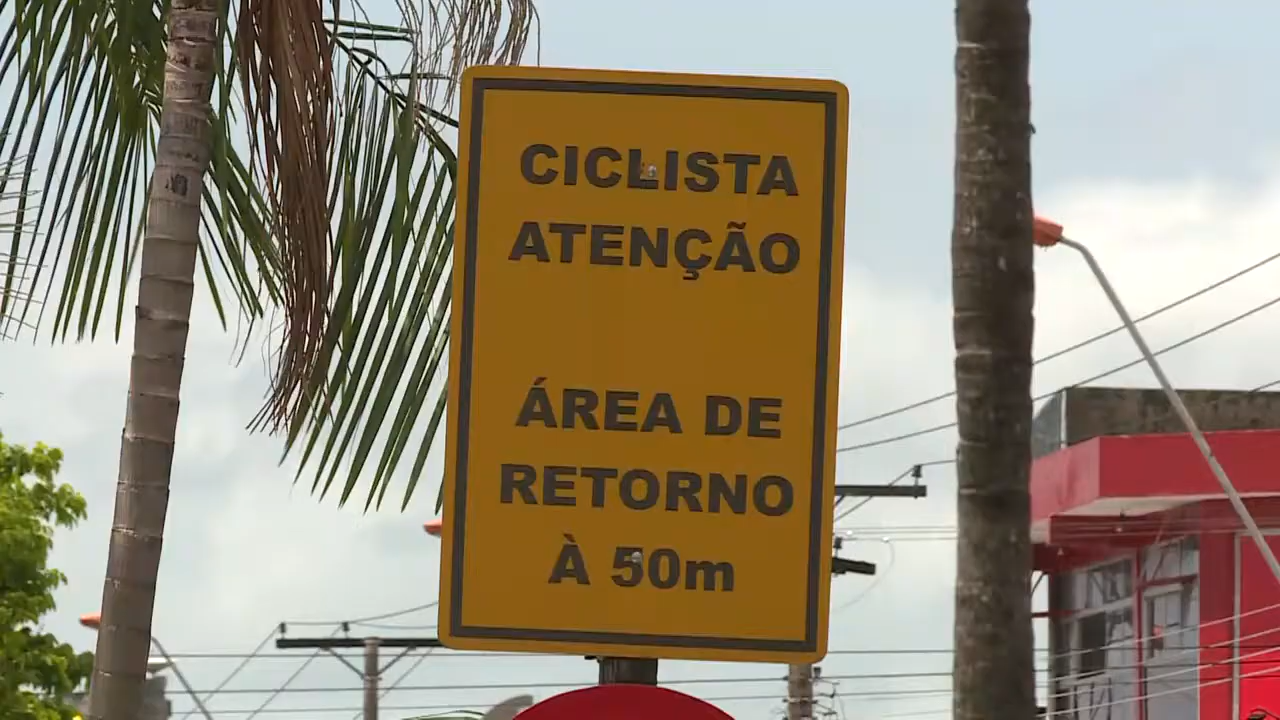 CICLISTA
ATENÇÃO
ÁREA DE
RETORNO
À 50m